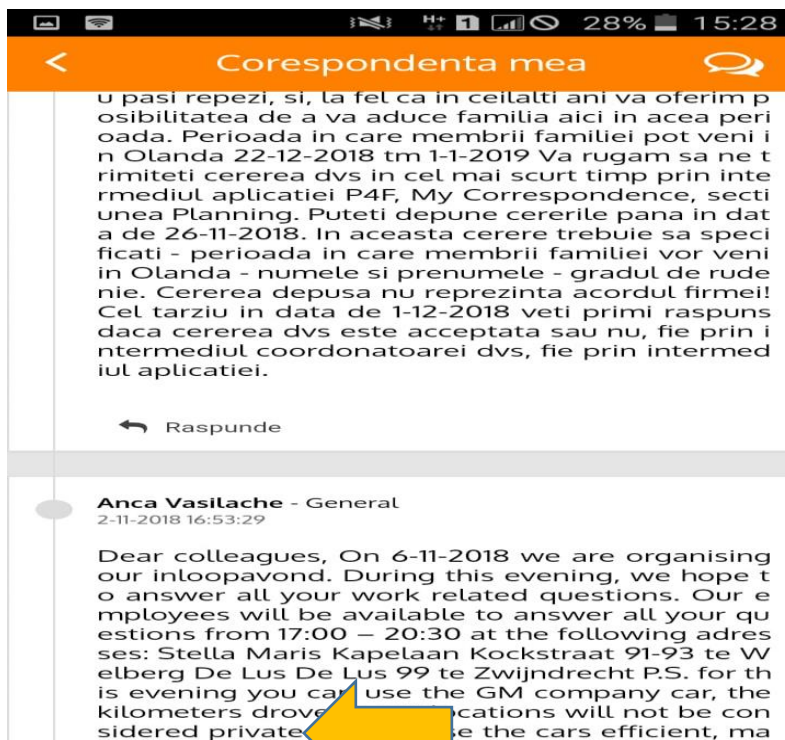 H+ 1 28% 15:28
Corespondenta mea
u pasi repezi, si, la fel ca in ceilalti ani va oferim p
osibilitatea de a va aduce familia aici in acea peri
oada. Perioada in care membrii familiei pot veni i
n Olanda 22-12-2018 tm 1-1-2019 Va rugam sa ne t
rimiteti cererea dvs in cel mai scurt timp prin inte
rmediul aplicatiei P4F, My Correspondence, secti
unea Planning. Puteti depune cererile pana in dat
a de 26-11-2018. In aceasta cerere trebuie sa speci
ficati - perioada in care membrii familiei vor veni
in Olanda - numele si prenumele - gradul de rude
nie. Cererea depusa nu reprezinta acordul firmei!
Cel tarziu in data de 1-12-2018 veti primi raspuns
daca cererea dvs este acceptata sau nu, fie prin i
ntermediul coordonatoarei dvs, fie prin intermed
iul aplicatiei.
Raspunde
Anca Vasilache - General
2-11-2018 16:53:29
Dear colleagues, On 6-11-2018 we are organising
our inloopavond. During this evening, we hope t
o answer all your work related questions. Our e
mployees will be available to answer all your qu
estions from 17:00 – 20:30 at the following adres
ses: Stella Maris Kapelaan Kockstraat 91-93 te W
elberg De Lus De Lus 99 te Zwijndrecht P.S. for th
is evening you can use the GM company car, the
kilometers drove cations will not be con
sidered private e the cars efficient, ma